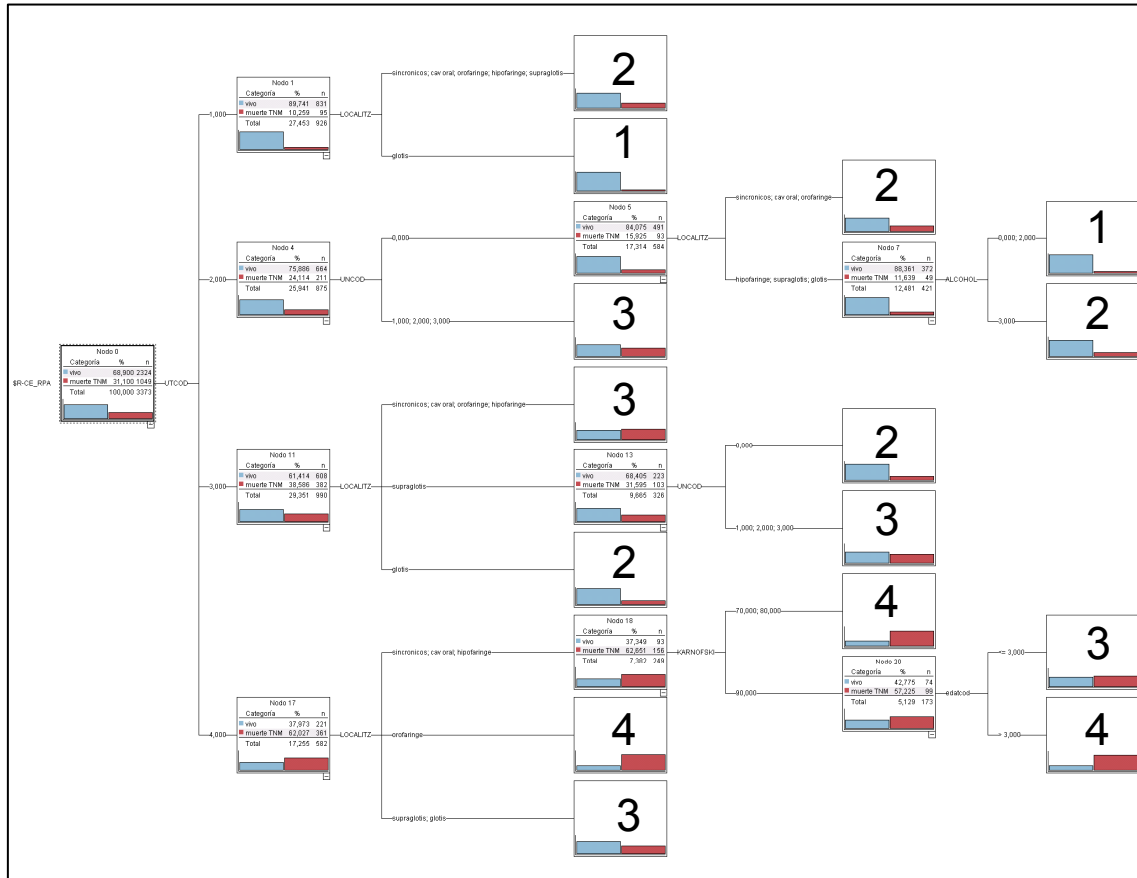 $R-CE_RPA
Nodo 0
Categoría % n
vivo 68,900 2324
muerte TNM 31,100 1049
Total 100,000 3373
UTCOD
1,000
Nodo 1
Categoría % n
vivo 89,741 831
muerte TNM 10,259 95
Total 27,453 926
LOCALITZ
sincronicos; cav oral; orofaringe; hipofaringe; supraglotis
2
glotis
1
2,000
Nodo 4
Categoría % n
vivo 75,886 664
muerte TNM 24,114 211
Total 25,941 875
UNCOD
0,000
Nodo 5
Categoría % n
vivo 84,075 491
muerte TNM 15,925 93
Total 17,314 584
LOCALITZ
sincronicos; cav oral; orofaringe
2
hipofaringe; supraglotis; glotis
Nodo 7
Categoría % n
vivo 88,361 372
muerte TNM 11,639 49
Total 12,481 421
ALCOHOL
0,000; 2,000
1
3,000
2
1,000; 2,000; 3,000
3
3,000
Nodo 11
Categoría % n
vivo 61,414 608
muerte TNM 38,586 382
Total 29,351 990
LOCALITZ
sincronicos; cav oral; orofaringe; hipofaringe
3
supraglotis
Nodo 13
Categoría % n
vivo 68,405 223
muerte TNM 31,595 103
Total 9,665 326
UNCOD
0,000
2
1,000; 2,000; 3,000
3
glotis
2
4,000
Nodo 17
Categoría % n
vivo 37,973 221
muerte TNM 62,027 361
Total 17,255 582
LOCALITZ
sincronicos; cav oral; hipofaringe
Nodo 18
Categoría % n
vivo 37,349 93
muerte TNM 62,651 156
Total 7,382 249
KARNOFSKI
70,000; 80,000
4
90,000
Nodo 20
Categoría % n
vivo 42,775 74
muerte TNM 57,225 99
Total 5,129 173
edatcod
<= 3,000
3
> 3,000
4
orofaringe
4
supraglotis; glotis
3